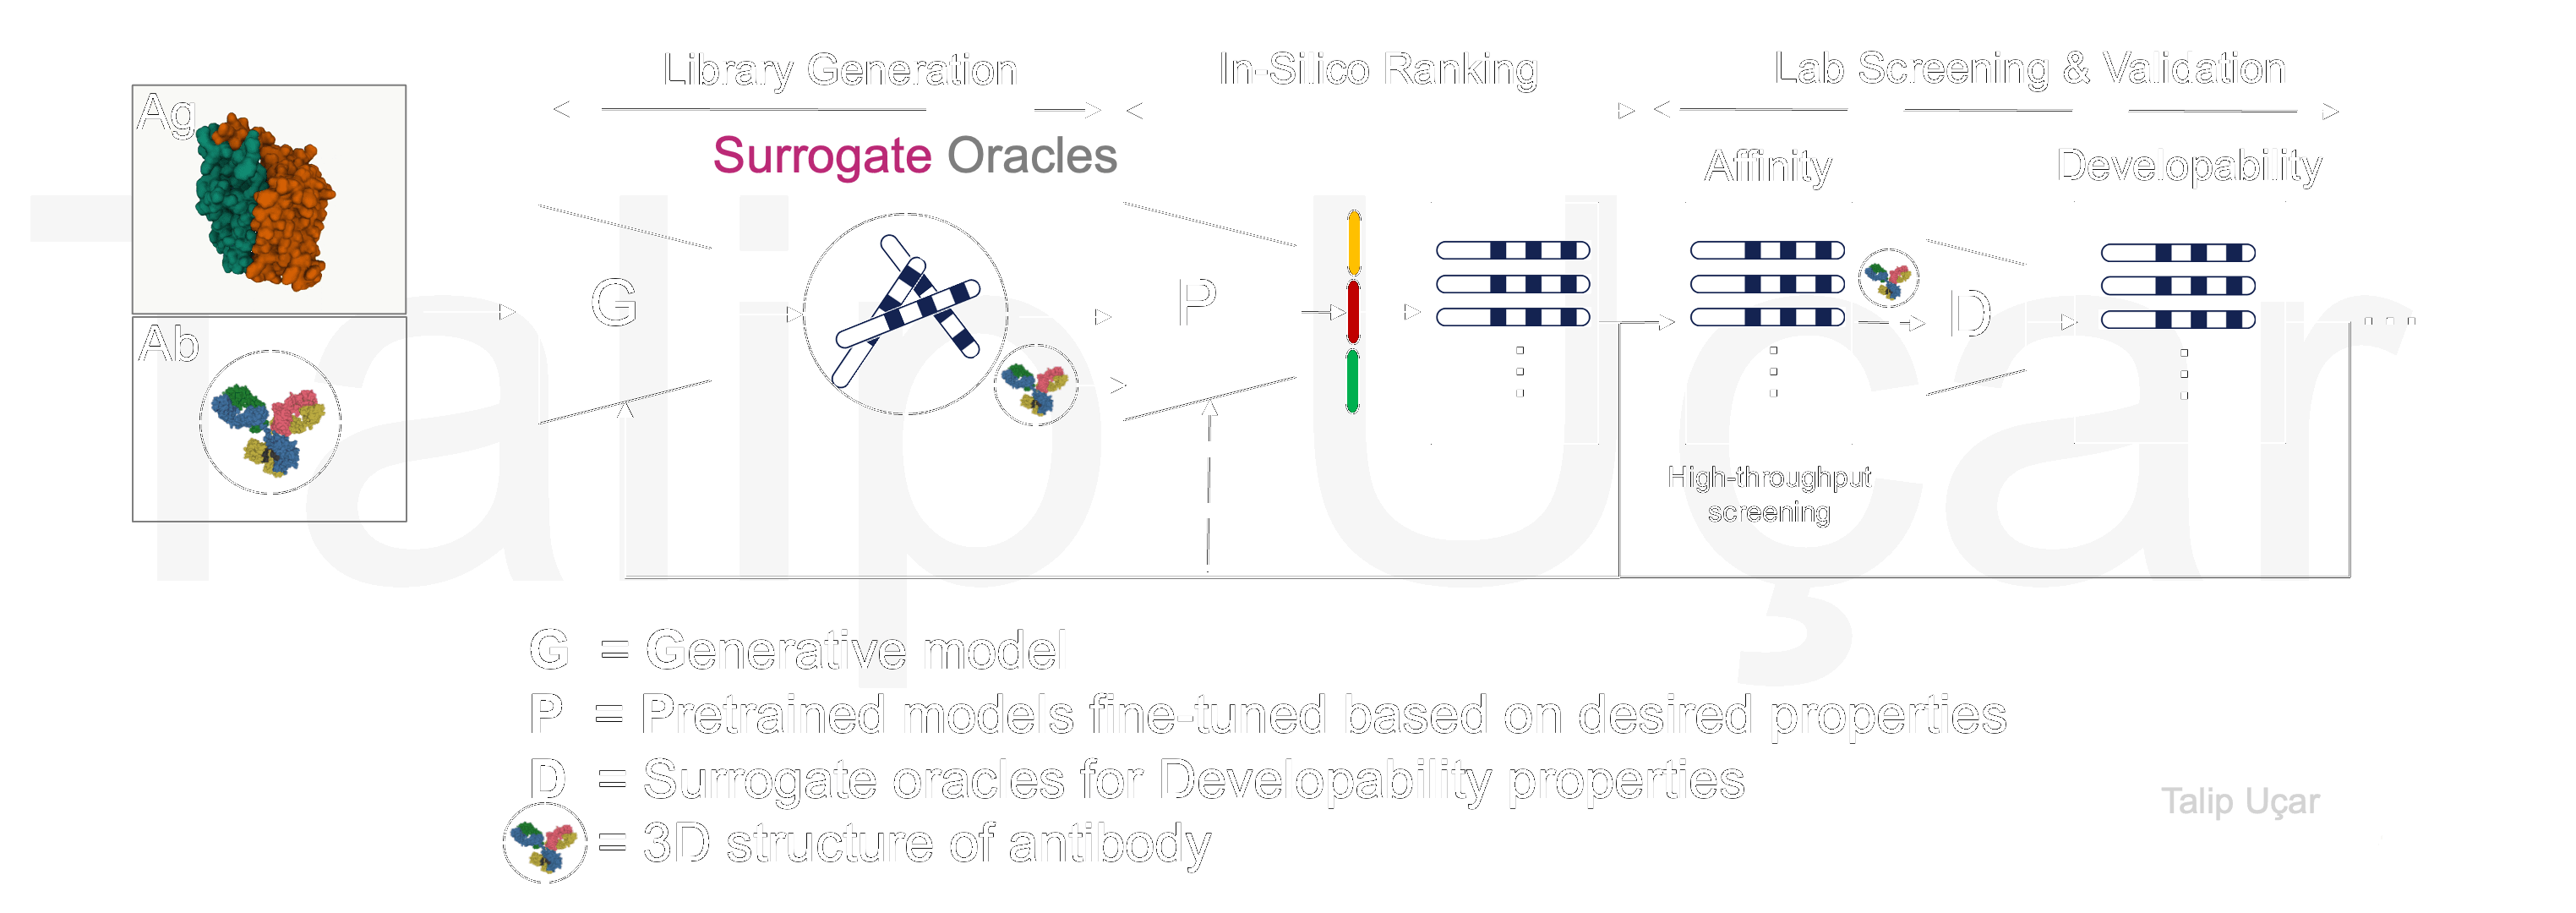 Library Generation
In-Silico Ranking
Lab Screening & Validation
Ag
Surrogate Oracles
Affinity
Developability
G
P
D
...
Ab
High-throughput
screening
G = Generative model
P = Pretrained models fine-tuned based on desired properties
D = Surrogate oracles for Developability properties
= 3D structure of antibody
Talip Uçar
Talip Uçar